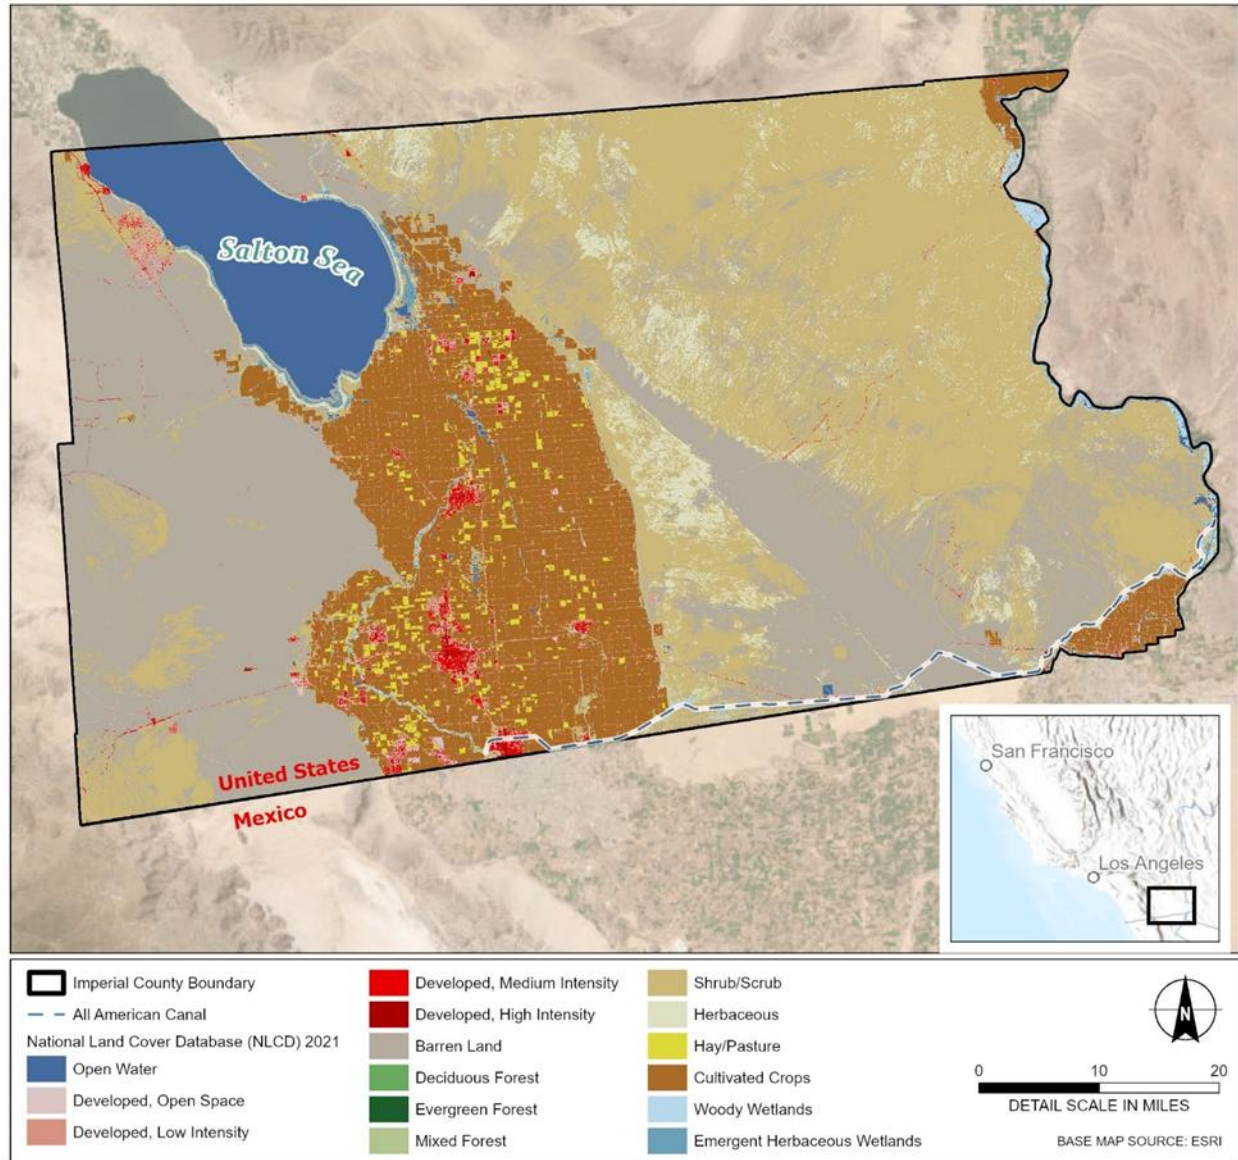 Salton Sea
United States
Mexico
San Francisco
Los Angeles
Imperial County Boundary
All American Canal
National Land Cover Database (NLCD) 2021
Open Water
Developed, Open Space
Developed, Low Intensity
Developed, Medium Intensity
Developed, High Intensity
Barren Land
Deciduous Forest
Evergreen Forest
Mixed Forest
Shrub/Scrub
Herbaceous
Hay/Pasture
Cultivated Crops
Woody Wetlands
Emergent Herbaceous Wetlands
N
0 10 20
DETAIL SCALE IN MILES
BASE MAP SOURCE: ESRI